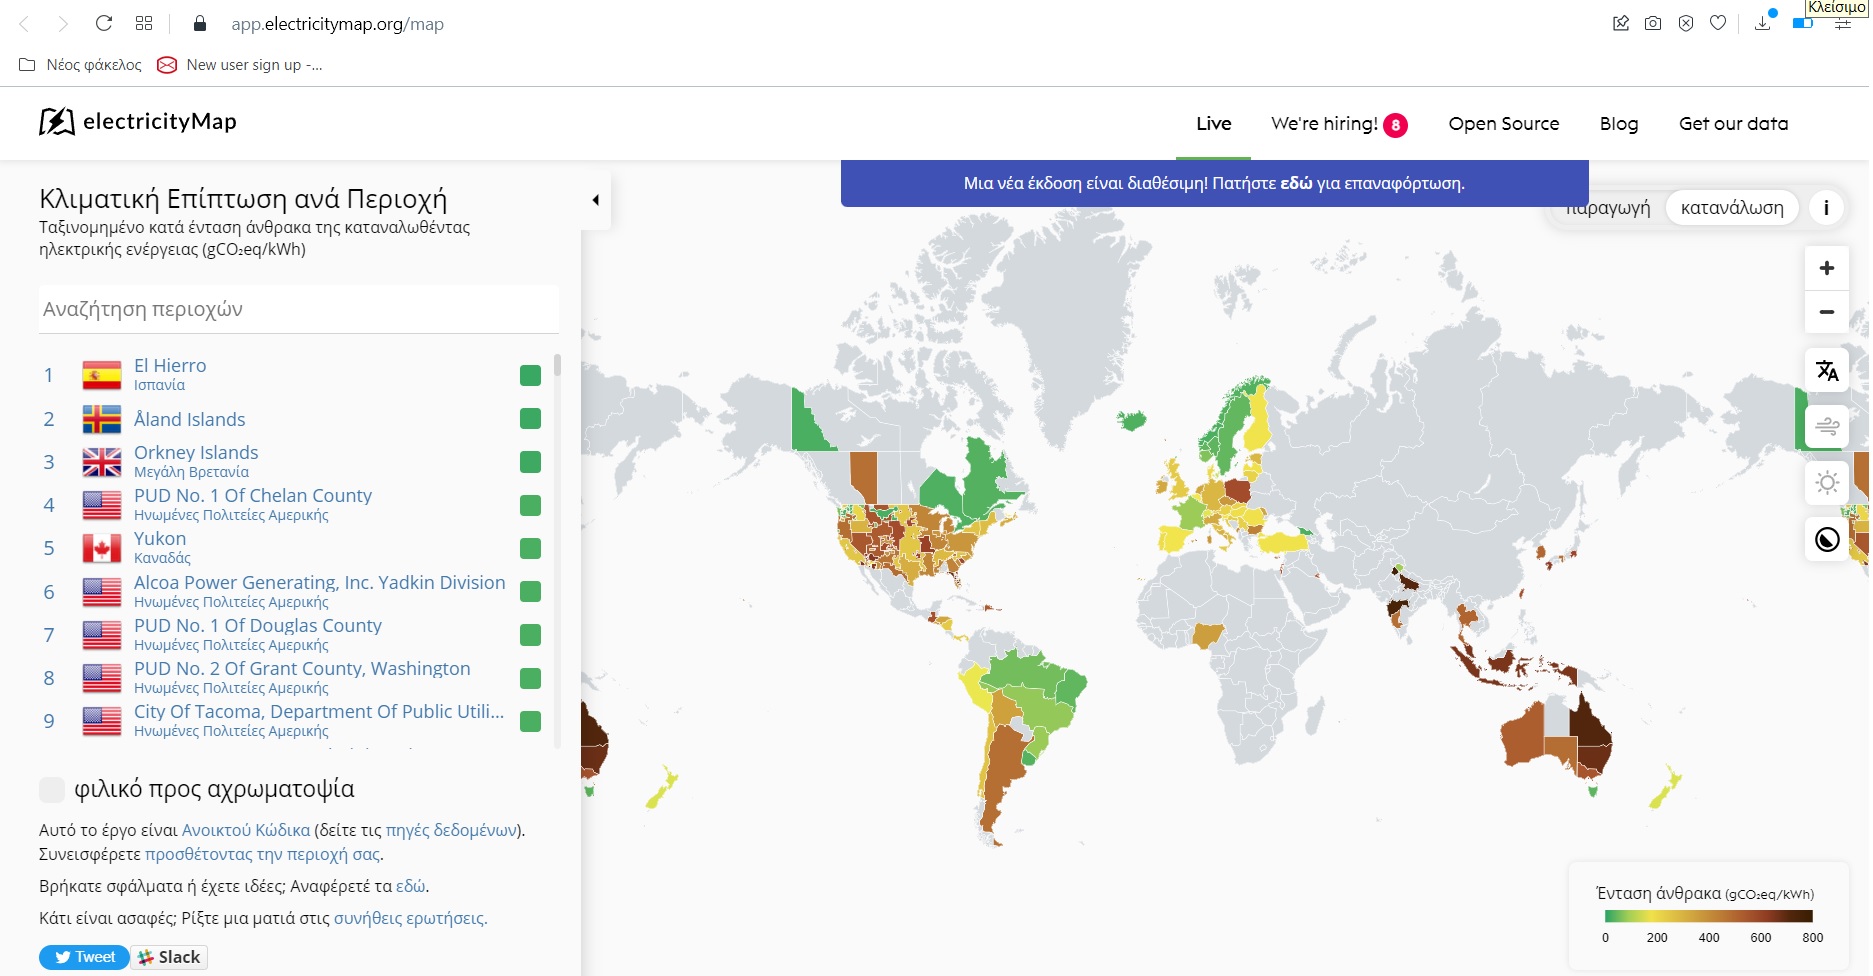 Κλείσιμο
app.electricitymap.org/map
Νέος φάκελος
New user sign up -...
electricityMap
Live
We're hiring! 8
Open Source
Blog
Get our data
Μια νέα έκδοση είναι διαθέσιμη! Πατήστε εδώ για επαναφόρτωση.
παραγωγή
κατανάλωση
i
Κλιματική Επίπτωση ανά Περιοχή
Ταξινομημένο κατά ένταση άνθρακα της καταναλωθέντας
ηλεκτρικής ενέργειας (gCO₂eq/kWh)
Αναζήτηση περιοχών
1
El Hierro
Ισπανία
2
Åland Islands
3
Orkney Islands
Μεγάλη Βρετανία
4
PUD No. 1 Of Chelan County
Ηνωμένες Πολιτείες Αμερικής
5
Yukon
Καναδάς
6
Alcoa Power Generating, Inc. Yadkin Division
Ηνωμένες Πολιτείες Αμερικής
7
PUD No. 1 Of Douglas County
Ηνωμένες Πολιτείες Αμερικής
8
PUD No. 2 Of Grant County, Washington
Ηνωμένες Πολιτείες Αμερικής
9
City Of Tacoma, Department Of Public Utili...
Ηνωμένες Πολιτείες Αμερικής
φιλικό προς αχρωματοψία
Αυτό το έργο είναι Ανοικτού Κώδικα (δείτε τις πηγές δεδομένων).
Συνεισφέρετε προσθέτοντας την περιοχή σας.
Βρήκατε σφάλματα ή έχετε ιδέες; Αναφέρετέ τα εδώ.
Κάτι είναι ασαφές; Ρίξτε μια ματιά στις συνήθεις ερωτήσεις.
Tweet
Slack
Ένταση άνθρακα (gCO₂eq/kWh)
0 200 400 600 800